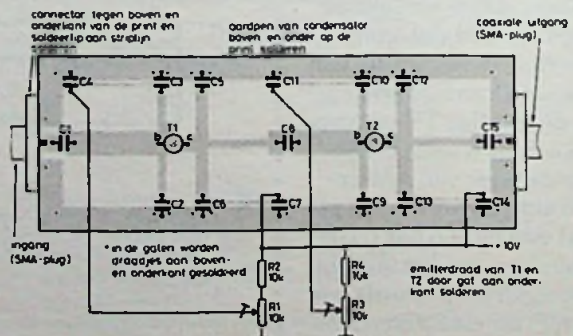 connector tegen boven en
onderkant van de print en
soldeerlip aan striplijn
aardpen van condensator
boven en onder op de
print solderen
coaxiale uitgang
(SMA-plug)
C4
C3
C5
C11
C10
C12
C1
b
T1
c
C8
b
T2
c
C15
C2
C6
C7
C9
C13
C14
ingang
(SMA-plug)
* in de gaten worden
draadjes aan boven-
en onderkant gesoldeerd
R2
10k
R1
10k
R4
10k
R3
10k
+ 10V
emitterdraad van T1 en
T2 door gat aan onder-
kant solderen